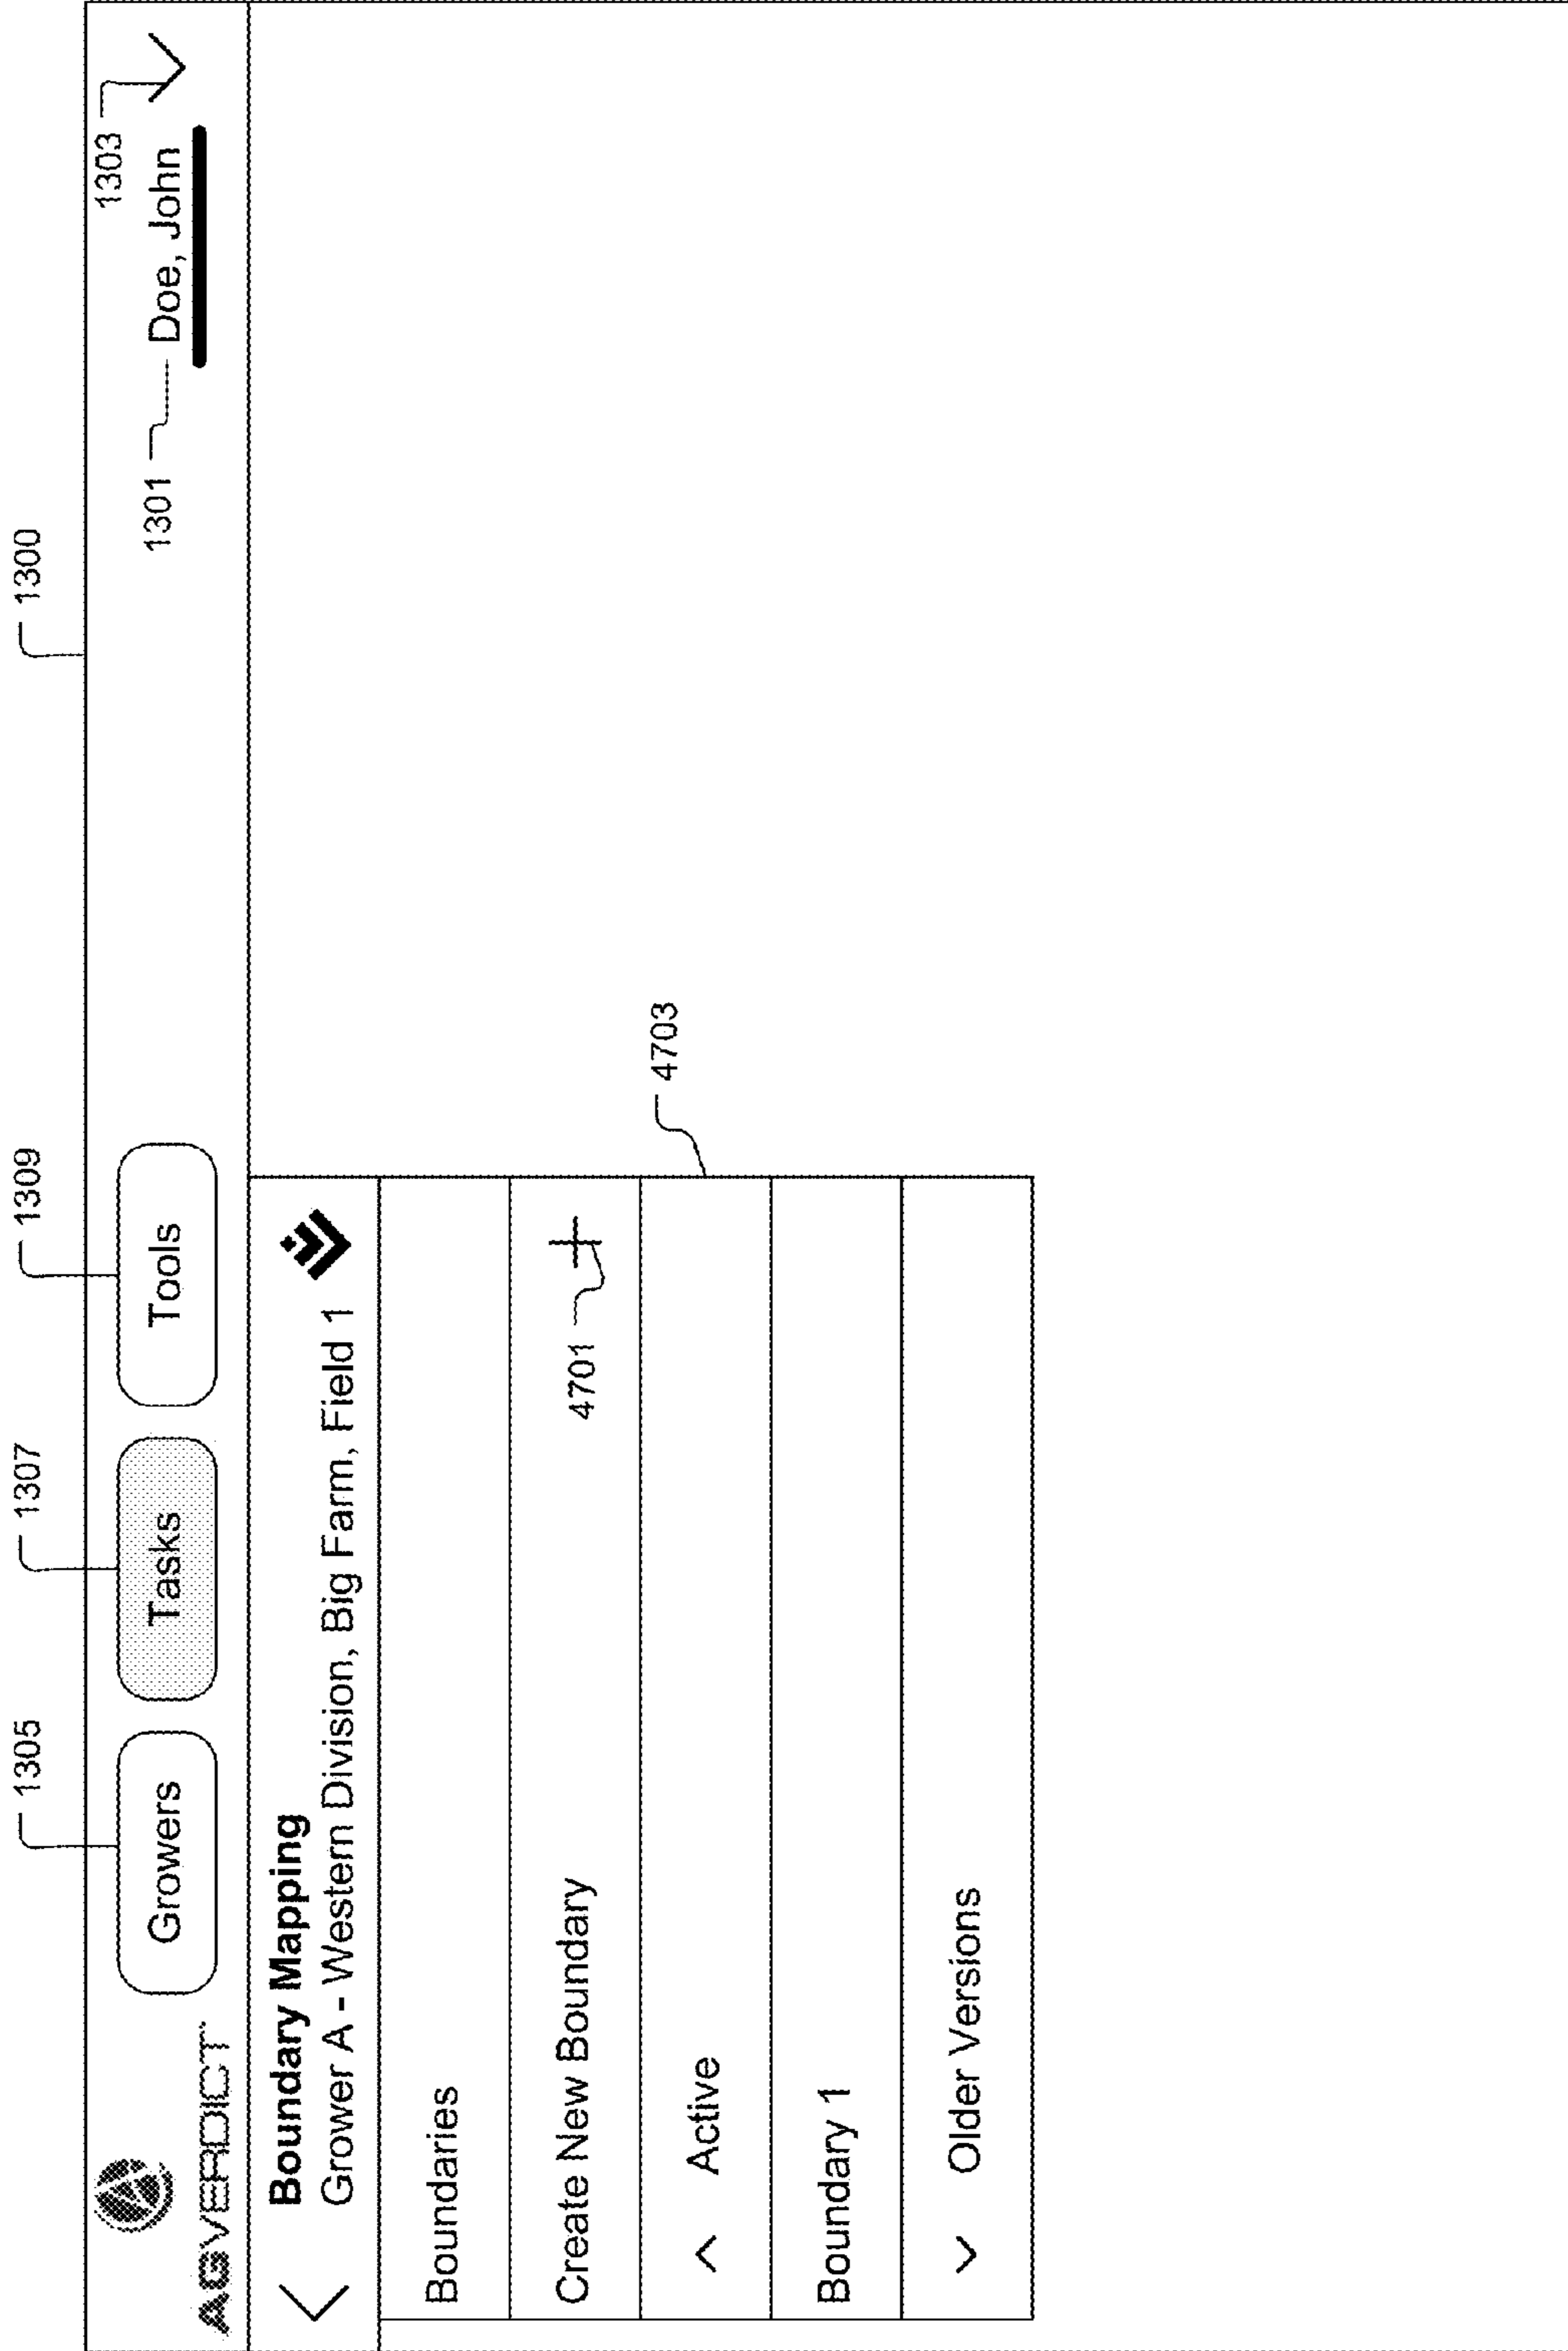 1300
1305
1307
1309
1303
AGVERDICT
Growers
Tasks
Tools
1301
Doe, John
Boundary Mapping
Grower A - Western Division, Big Farm, Field 1
Boundaries
Create New Boundary
4701
4703
Active
Boundary 1
Older Versions